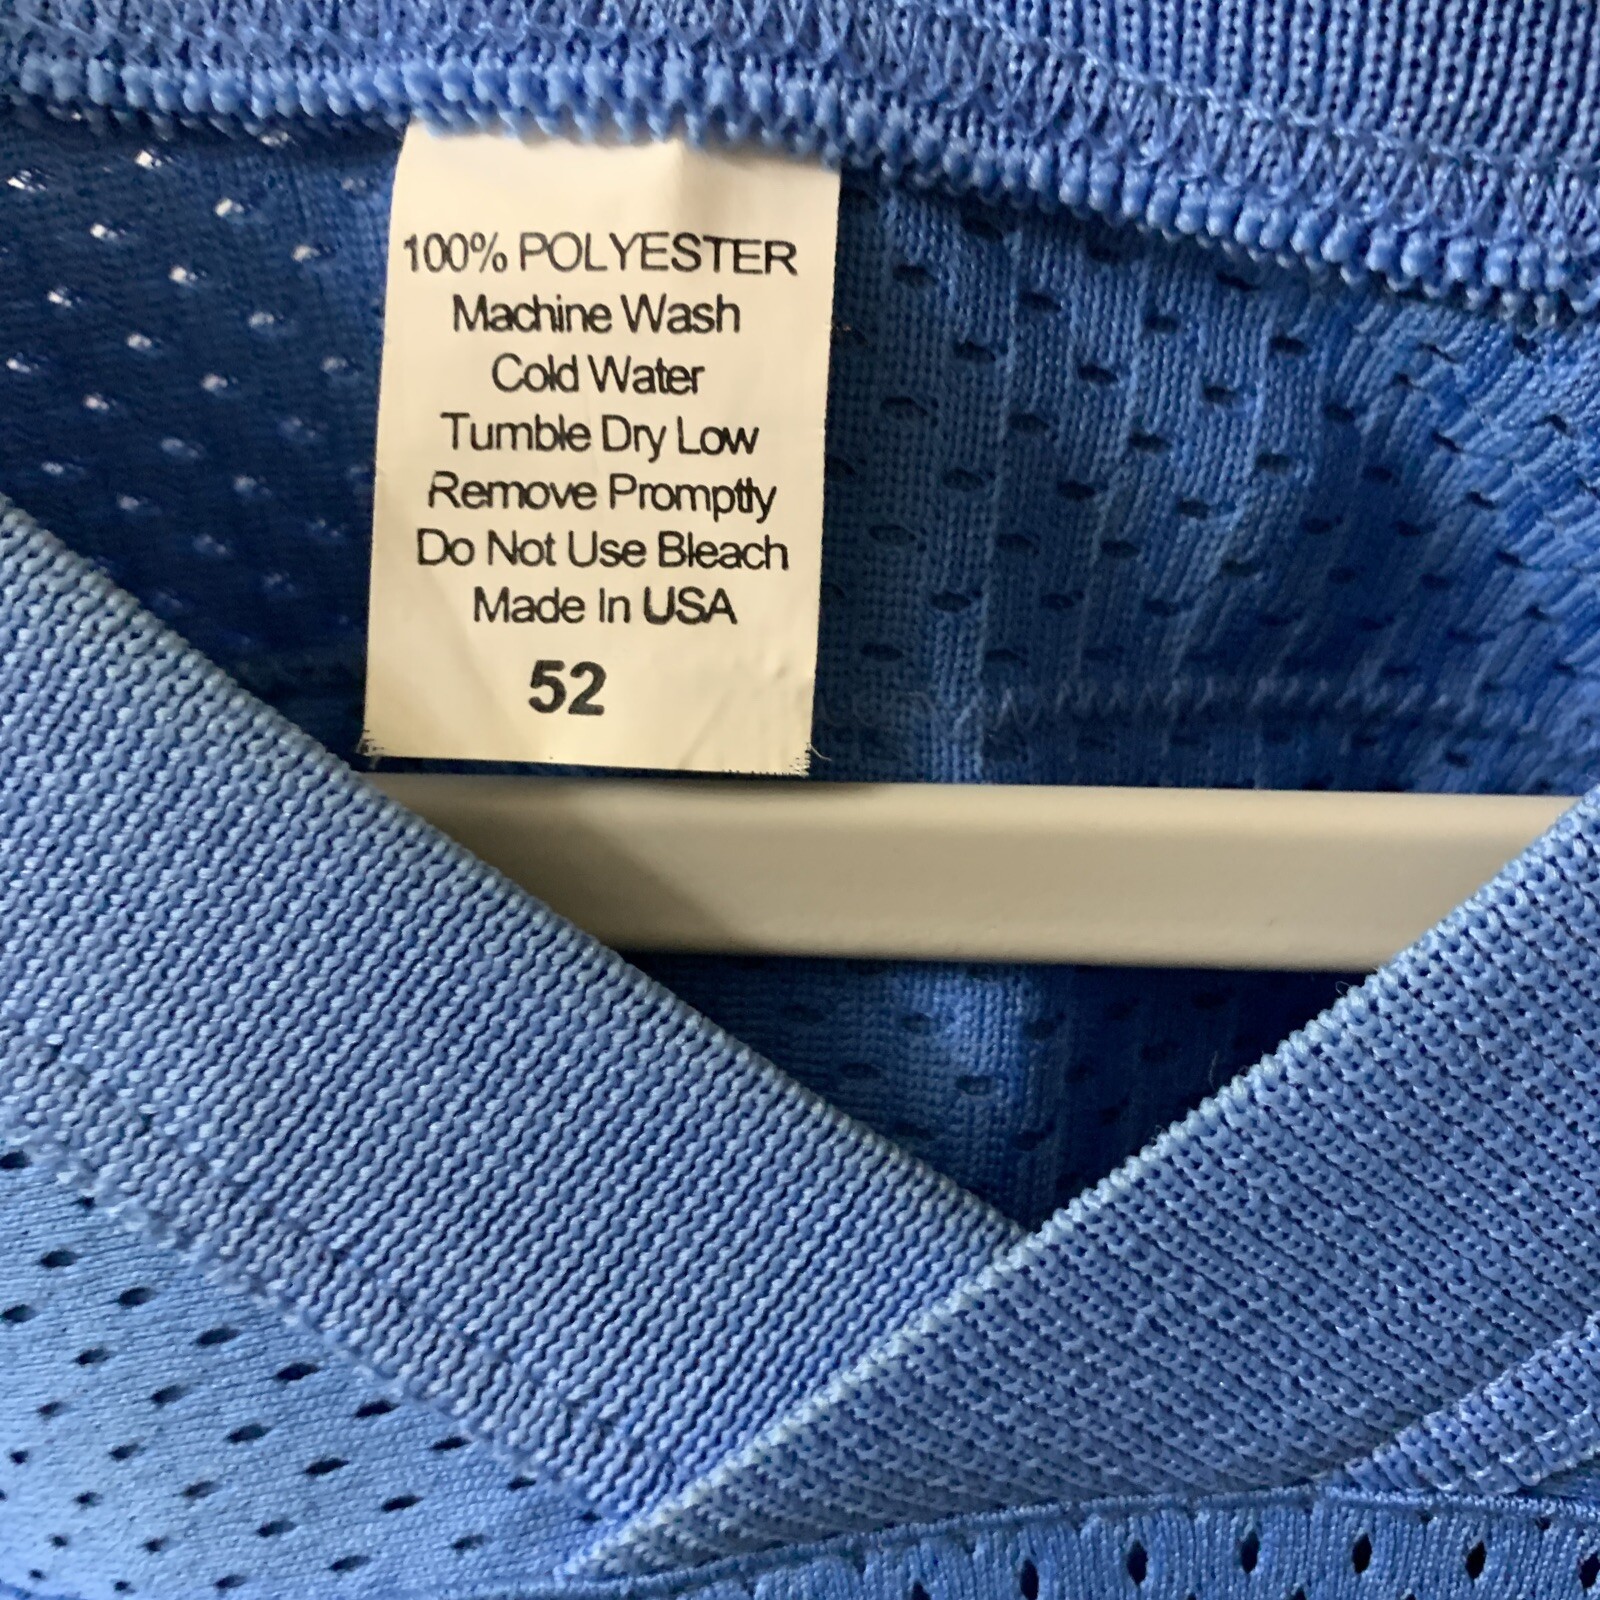 100% POLYESTER
Machine Wash
Cold Water
Tumble Dry Low
Remove Promptly
Do Not Use Bleach
Made In USA
52